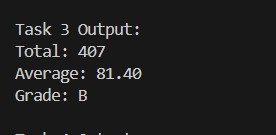 Task 3 Output:
Total: 407
Average: 81.40
Grade: B